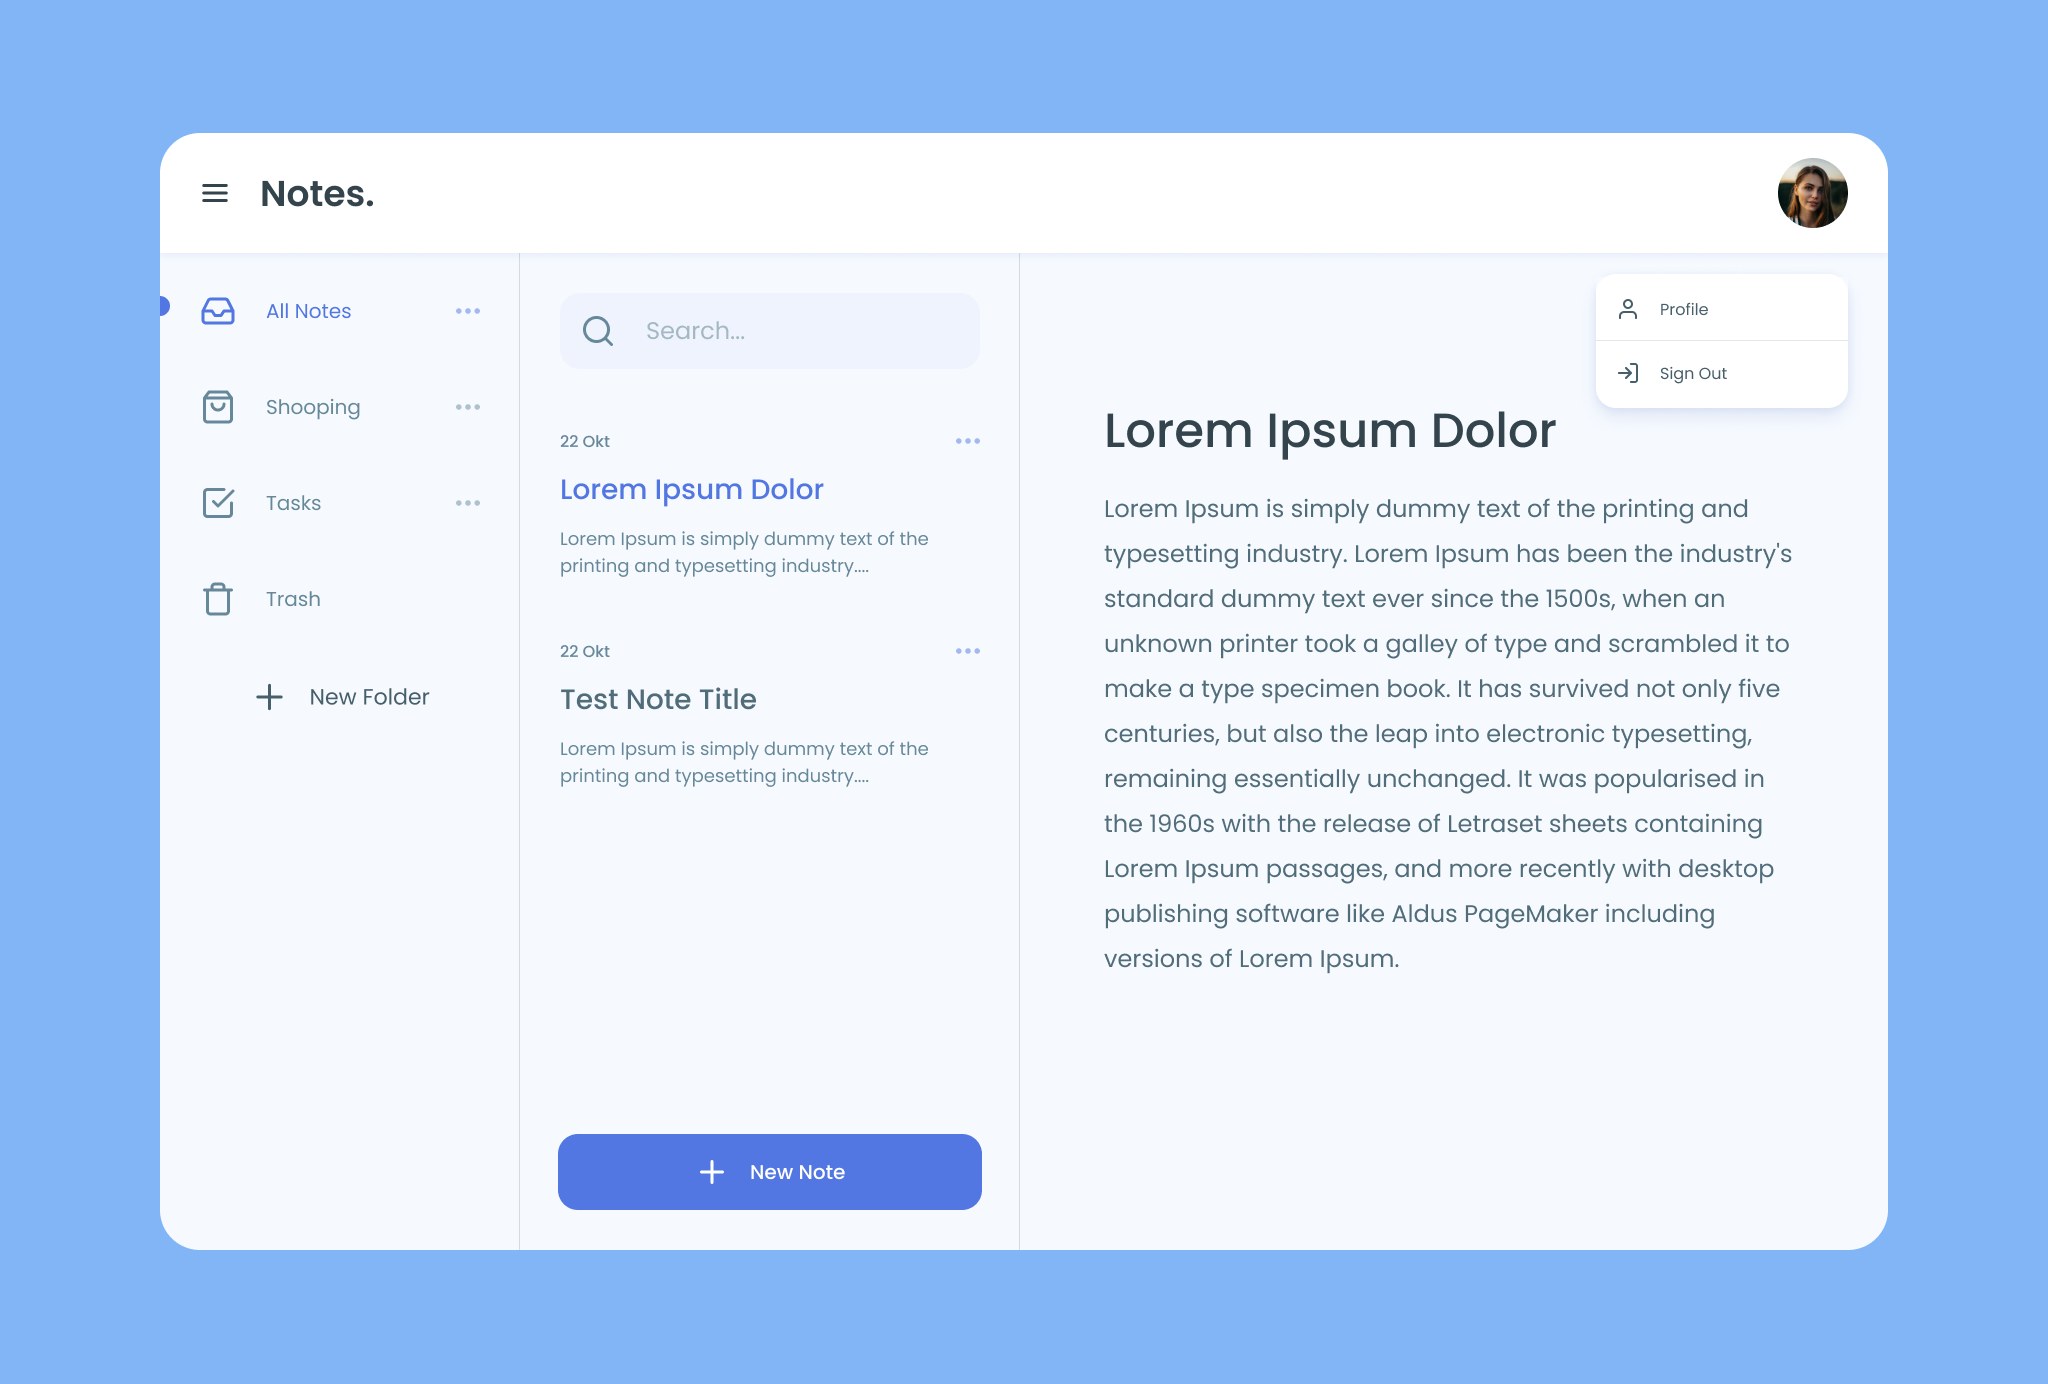 Notes.
All Notes
Shooping
Tasks
Trash
New Folder
Search...
22 Okt
Lorem Ipsum Dolor
Lorem Ipsum is simply dummy text of the
printing and typesetting industry....
22 Okt
Test Note Title
Lorem Ipsum is simply dummy text of the
printing and typesetting industry....
New Note
Profile
Sign Out
Lorem Ipsum Dolor
Lorem Ipsum is simply dummy text of the printing and
typesetting industry. Lorem Ipsum has been the industry's
standard dummy text ever since the 1500s, when an
unknown printer took a galley of type and scrambled it to
make a type specimen book. It has survived not only five
centuries, but also the leap into electronic typesetting,
remaining essentially unchanged. It was popularised in
the 1960s with the release of Letraset sheets containing
Lorem Ipsum passages, and more recently with desktop
publishing software like Aldus PageMaker including
versions of Lorem Ipsum.